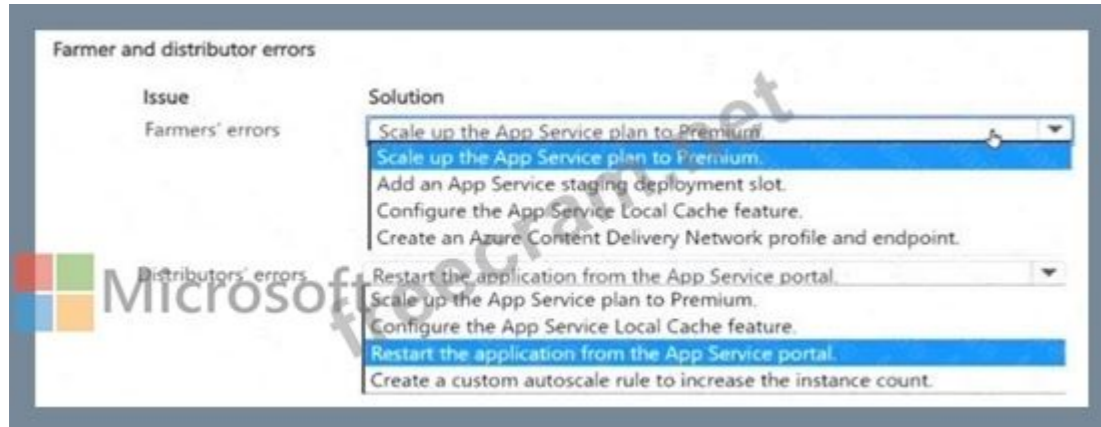 Farmer and distributor errors
Issue Solution
Farmers' errors Scale up the App Service plan to Premium.
Scale up the App Service plan to Premium.
Add an App Service staging deployment slot.
Configure the App Service Local Cache feature.
Create an Azure Content Delivery Network profile and endpoint.
Distributors' errors Restart the application from the App Service portal.
Scale up the App Service plan to Premium.
Configure the App Service Local Cache feature.
Restart the application from the App Service portal.
Create a custom autoscale rule to increase the instance count.
Microsoft
freecram.net